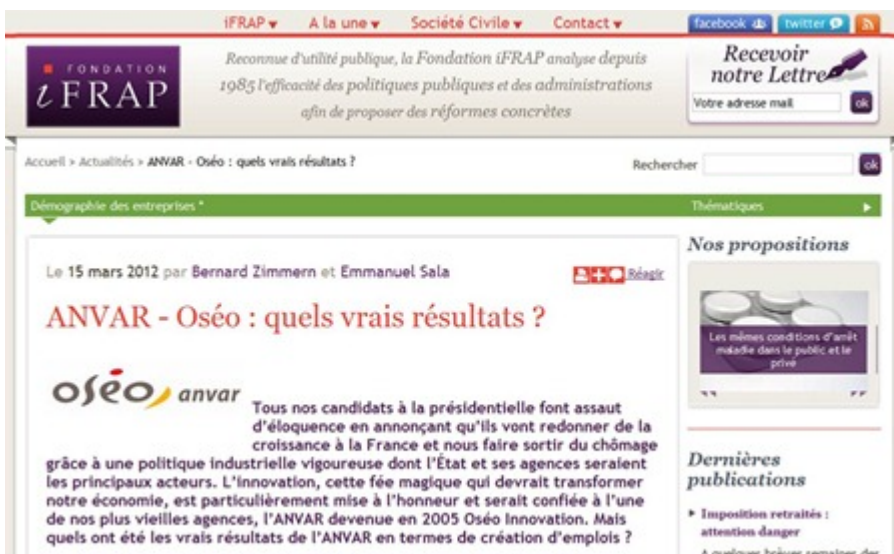 iFRAP A la une Société Civile Contact
facebook twitter
FONDATION
iFRAP
Reconnue d'utilité publique, la Fondation iFRAP analyse depuis
1985 l'efficacité des politiques publiques et des administrations
afin de proposer des réformes concrètes
Recevoir
notre Lettre
Votre adresse mail ok
Accueil > Actualités > ANVAR - Oséo : quels vrais résultats ?
Rechercher ok
Démographie des entreprises *
Thématiques
Le 15 mars 2012 par Bernard Zimmern et Emmanuel Sala
Réagir
ANVAR - Oséo : quels vrais résultats ?
oséo anvar
Tous nos candidats à la présidentielle font assaut
d'éloquence en annonçant qu'ils vont redonner de la
croissance à la France et nous faire sortir du chômage
grâce à une politique industrielle vigoureuse dont l'État et ses agences seraient
les principaux acteurs. L'innovation, cette fée magique qui devrait transformer
notre économie, est particulièrement mise à l'honneur et serait confiée à l'une
de nos plus vieilles agences, l'ANVAR devenue en 2005 Oséo Innovation. Mais
quels ont été les vrais résultats de l'ANVAR en termes de création d'emplois ?
Nos propositions
Les mêmes conditions d'arrêt
maladie dans le public et le
privé
Dernières
publications
Imposition retraités :
attention danger
A quelques brèves semaines des